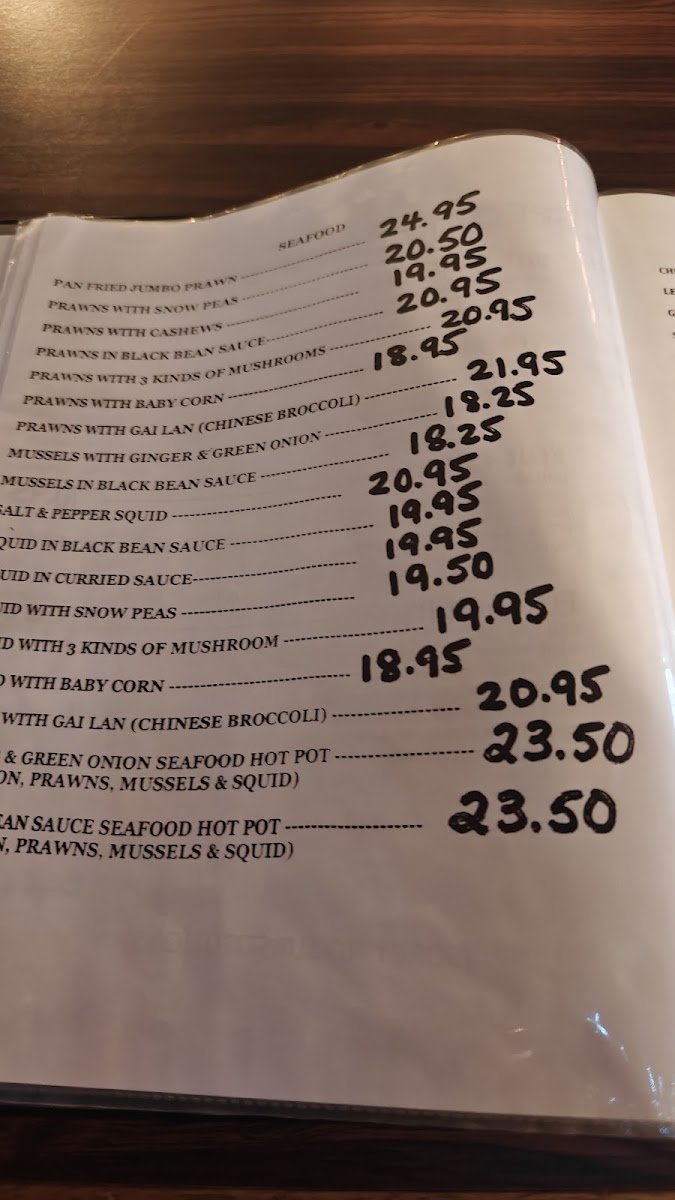 SEAFOOD
PAN FRIED JUMBO PRAWN ---------- 24.95
PRAWNS WITH SNOW PEAS ---------- 20.50
PRAWNS WITH CASHEWS ---------- 19.95
PRAWNS IN BLACK BEAN SAUCE---------- 20.95
PRAWNS WITH 3 KINDS OF MUSHROOMS ---------- 20.95
PRAWNS WITH BABY CORN ---------- 18.95
PRAWNS WITH GAI LAN (CHINESE BROCCOLI) ---------- 21.95
MUSSELS WITH GINGER & GREEN ONION ---------- 18.25
MUSSELS IN BLACK BEAN SAUCE ---------- 18.25
SALT & PEPPER SQUID ---------- 20.95
QUID IN BLACK BEAN SAUCE ---------- 19.95
UID IN CURRIED SAUCE---------- 19.95
ID WITH SNOW PEAS ---------- 19.50
D WITH 3 KINDS OF MUSHROOM ---------- 19.95
WITH BABY CORN ---------- 18.95
WITH GAI LAN (CHINESE BROCCOLI) ---------- 20.95
& GREEN ONION SEAFOOD HOT POT ---------- 23.50
ON, PRAWNS, MUSSELS & SQUID)
EAN SAUCE SEAFOOD HOT POT ---------- 23.50
N, PRAWNS, MUSSELS & SQUID)
CH
LE
G